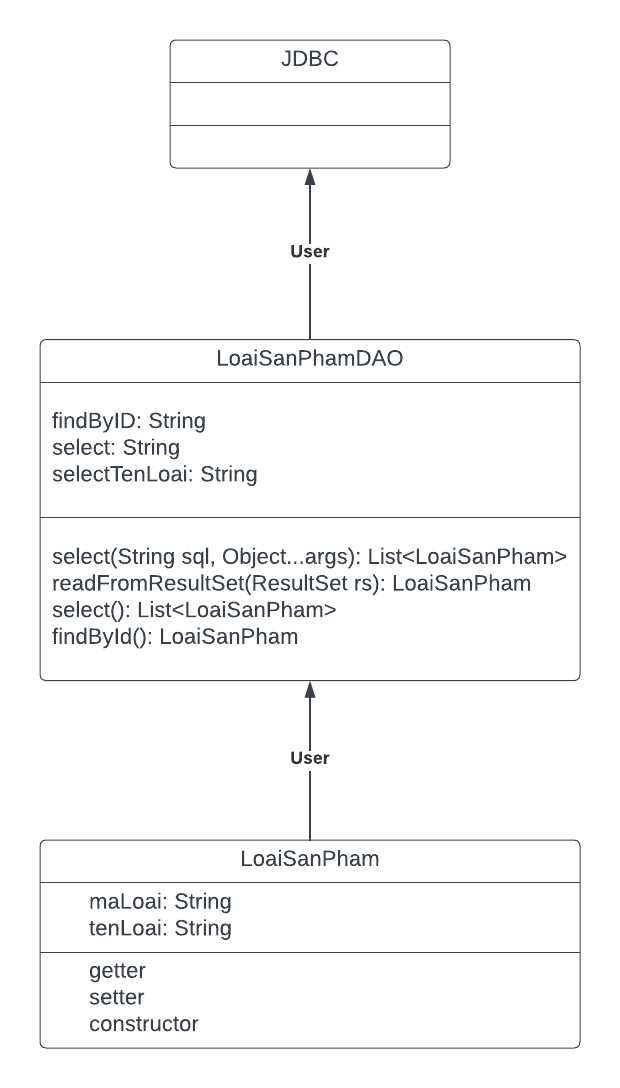 JDBC
User
LoaiSanPhamDAO
findByID: String
select: String
selectTenLoai: String
select(String sql, Object...args): List<LoaiSanPham>
readFromResultSet(ResultSet rs): LoaiSanPham
select(): List<LoaiSanPham>
findById(): LoaiSanPham
User
LoaiSanPham
maLoai: String
tenLoai: String
getter
setter
constructor